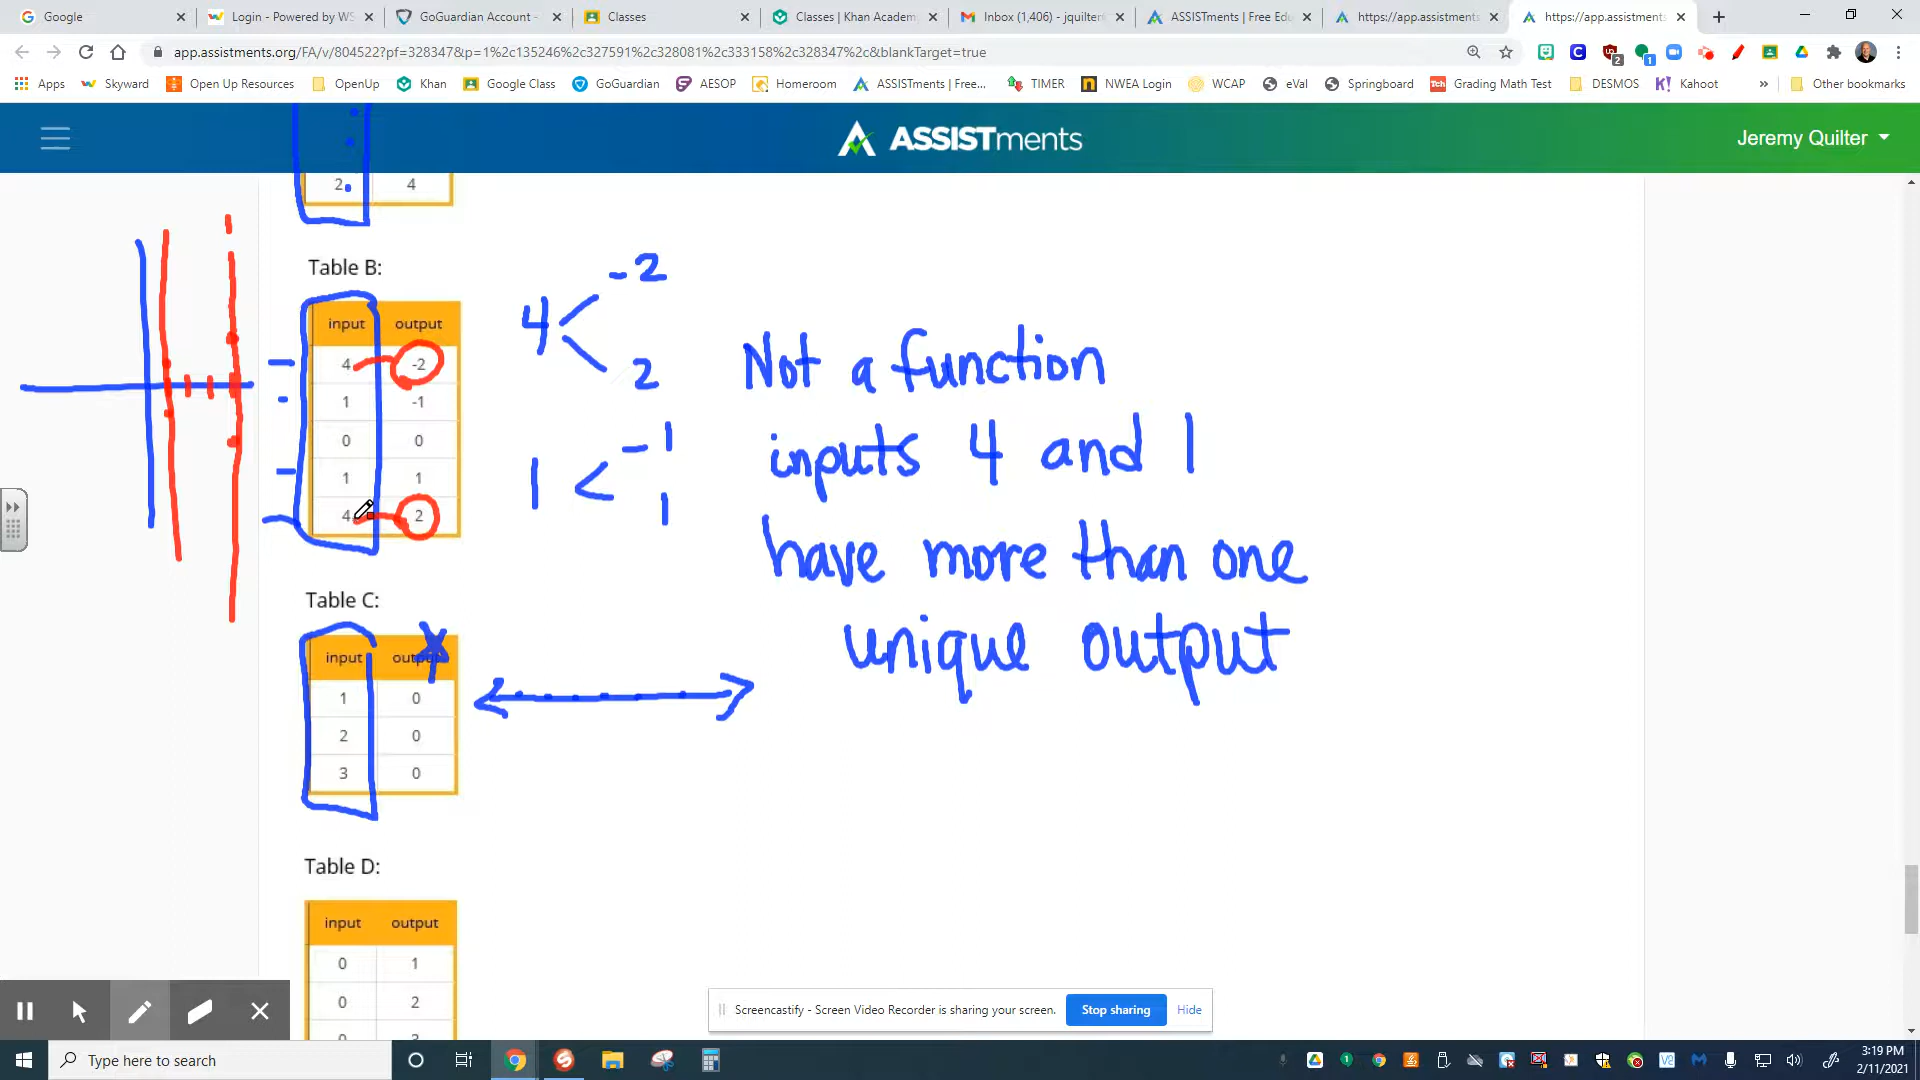 Google
Login - Powered by WS
GoGuardian Account -
Classes
Classes | Khan Academ
Inbox (1,406) - jquilter
ASSISTments | Free Edu
https://app.assistments
https://app.assistments
app.assistments.org/FA/v/804522?pf=328347&p=1%2c135246%2c327591%2c328081%2c333158%2c328347%2c&blankTarget=true
Apps
Skyward
Open Up Resources
OpenUp
Khan
Google Class
GoGuardian
AESOP
Homeroom
ASSISTments | Free...
TIMER
NWEA Login
WCAP
eVal
Springboard
Grading Math Test
DESMOS
Kahoot
Other bookmarks
ASSISTments
Jeremy Quilter
2 4
Table B:
input output
4 -2
1 -1
0 0
1 1
4 2
4 < -2
2
1 < -1
1
Not a function
inputs 4 and 1
have more than one
unique output
Table C:
input output
1 0
2 0
3 0
Table D:
input output
0 1
0 2
Screencastify - Screen Video Recorder is sharing your screen.
Stop sharing
Hide
Type here to search
3:19 PM
2/11/2021